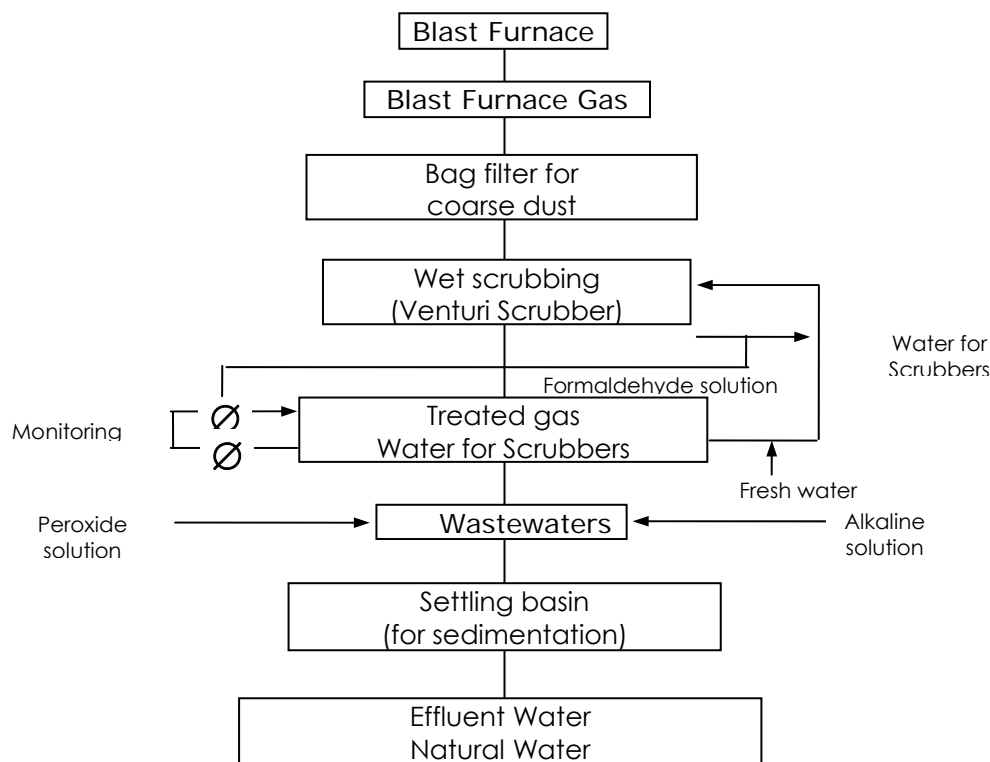 Blast Furnace
Blast Furnace Gas
Bag filter for
coarse dust
Wet scrubbing
(Venturi Scrubber)
Water for
Scrubbers
Formaldehyde solution
Monitoring
Treated gas
Water for Scrubbers
Fresh water
Peroxide
solution
Wastewaters
Alkaline
solution
Settling basin
(for sedimentation)
Effluent Water
Natural Water